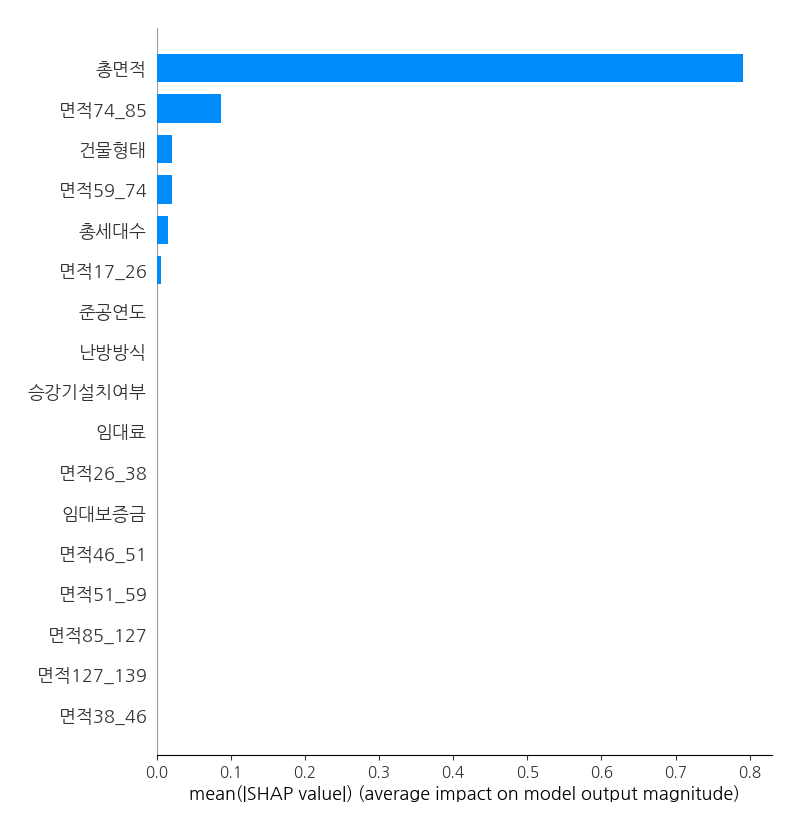 총면적
면적74_85
건물형태
면적59_74
총세대수
면적17_26
준공연도
난방방식
승강기설치여부
임대료
면적26_38
임대보증금
면적46_51
면적51_59
면적85_127
면적127_139
면적38_46
0.0 0.1 0.2 0.3 0.4 0.5 0.6 0.7 0.8
mean(|SHAP value|) (average impact on model output magnitude)